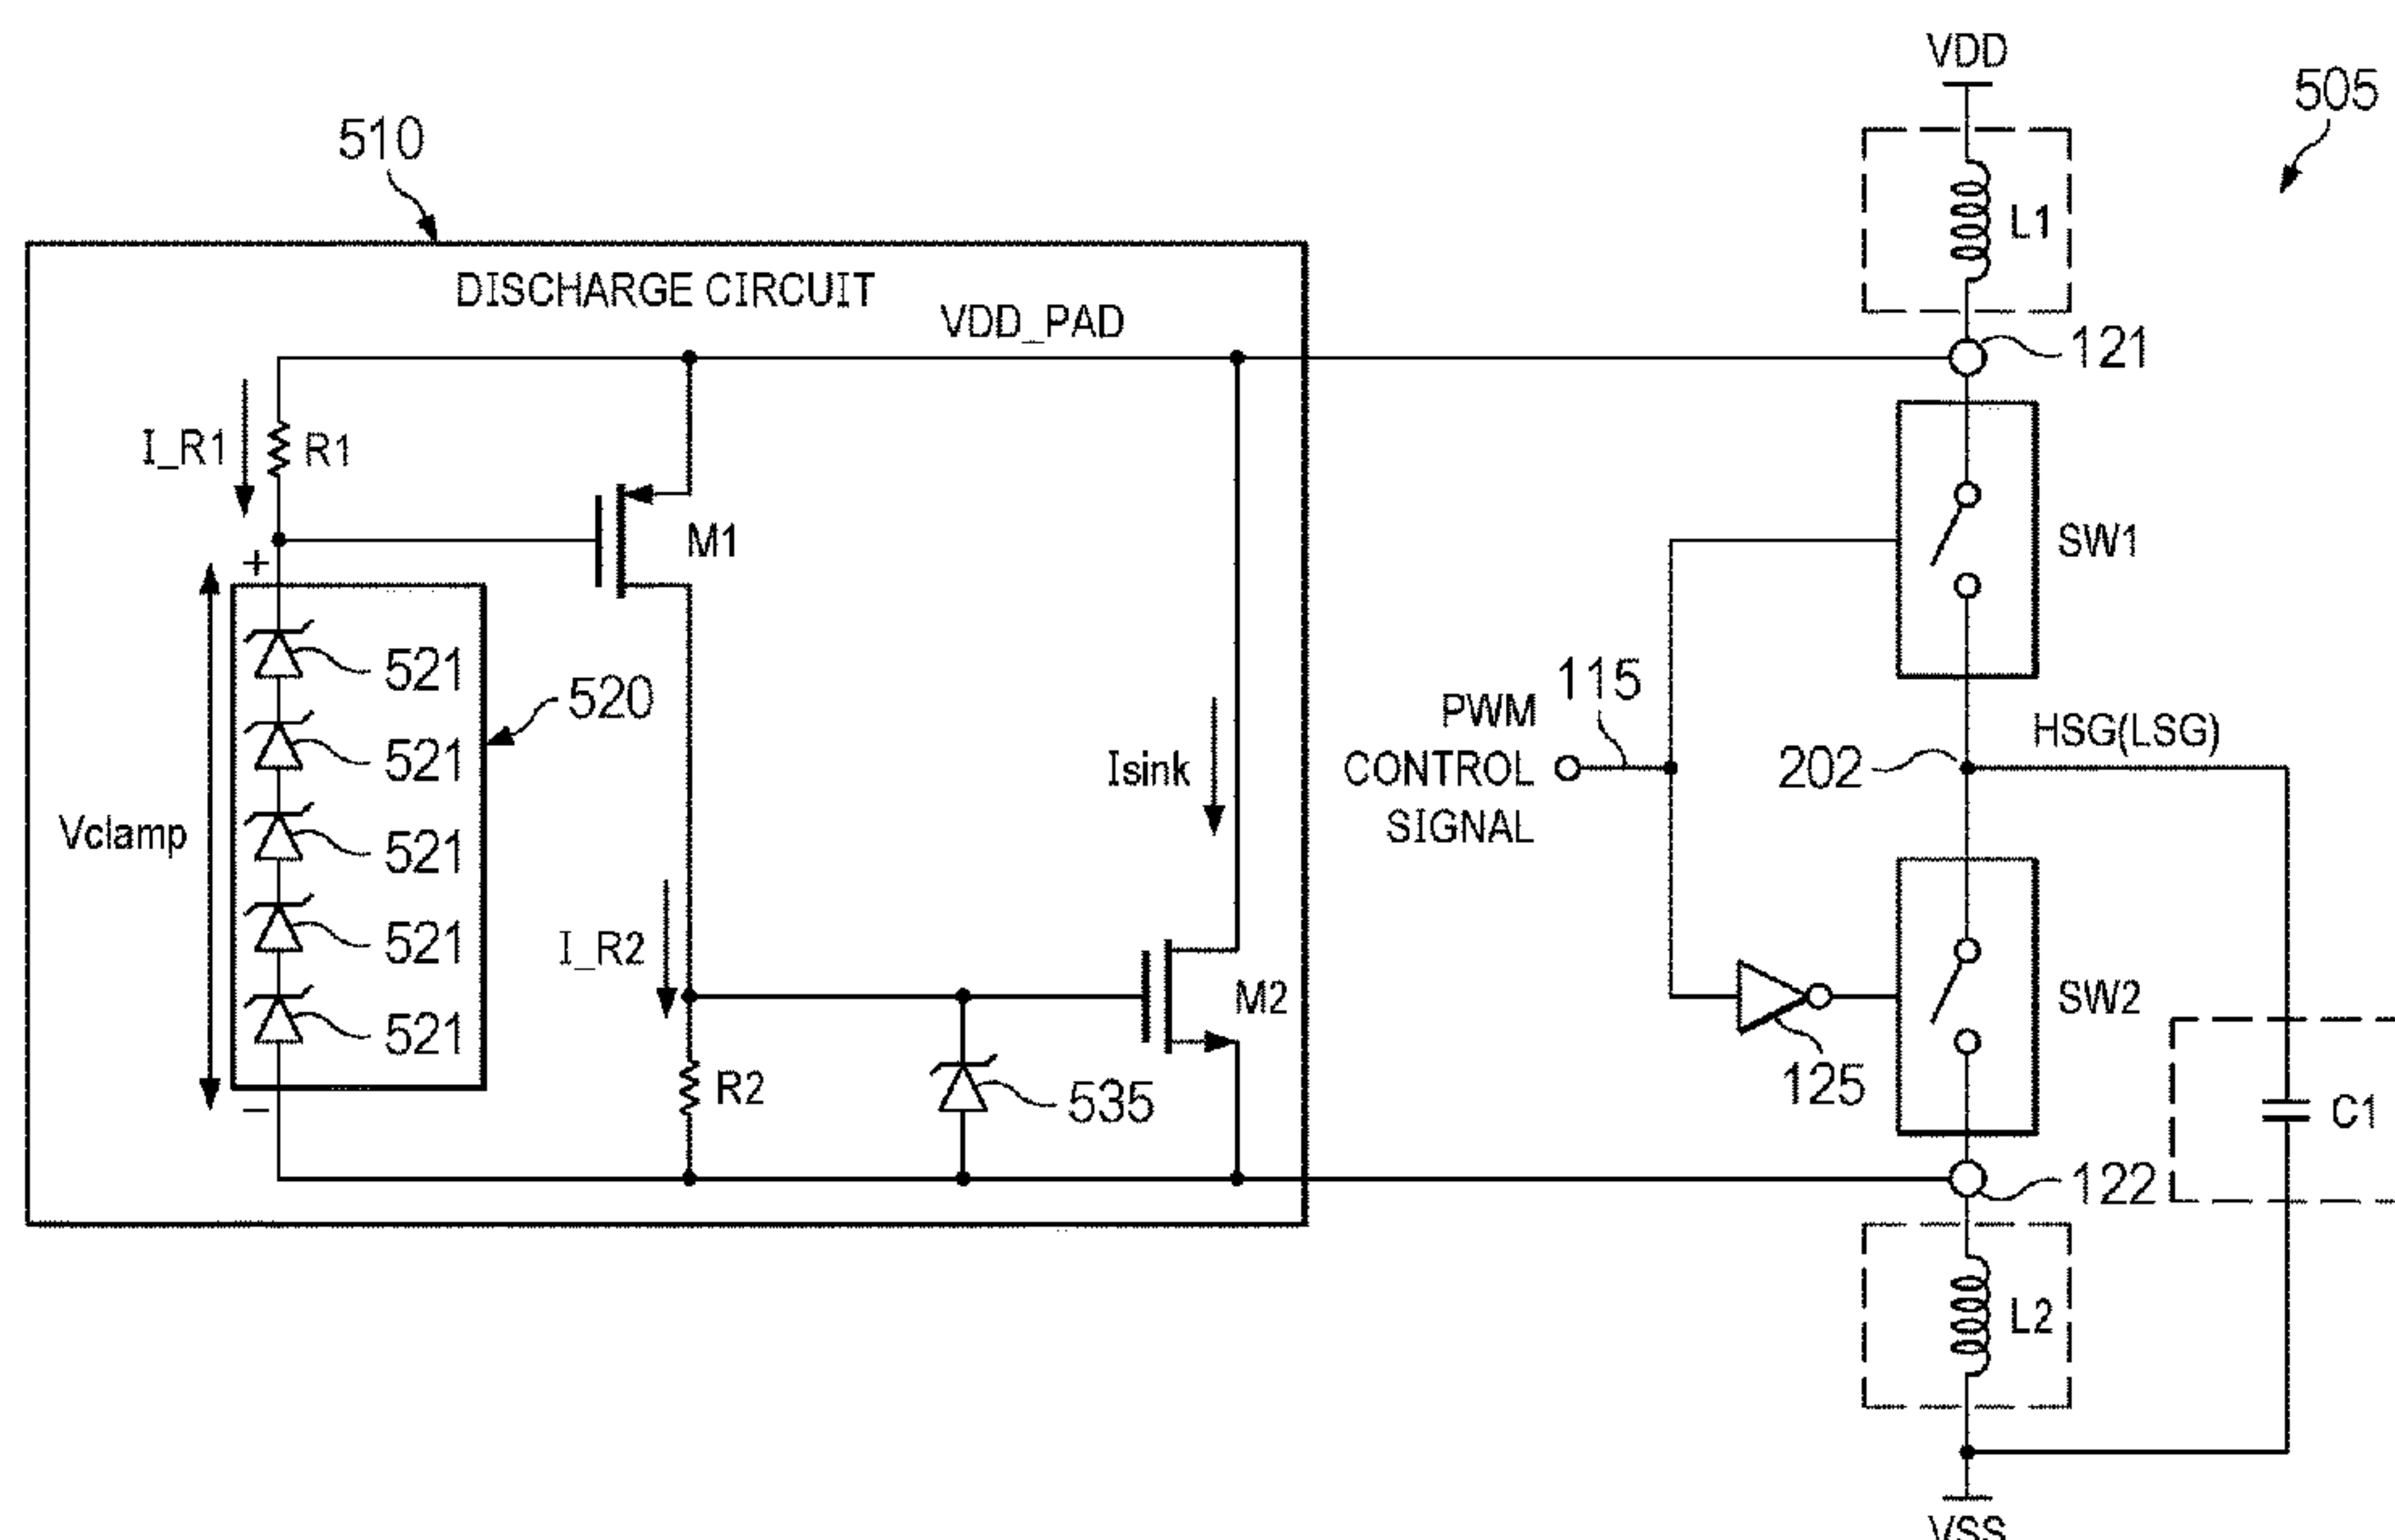 VDD
505
510
L1
DISCHARGE CIRCUIT
VDD_PAD
121
I_R1
R1
M1
SW1
+
521
520
115
PWM
CONTROL
SIGNAL
HSG(LSG)
202
521
Isink
Vclamp
521
521
I_R2
521
M2
SW2
125
R2
535
C1
–
122
L2
VSS